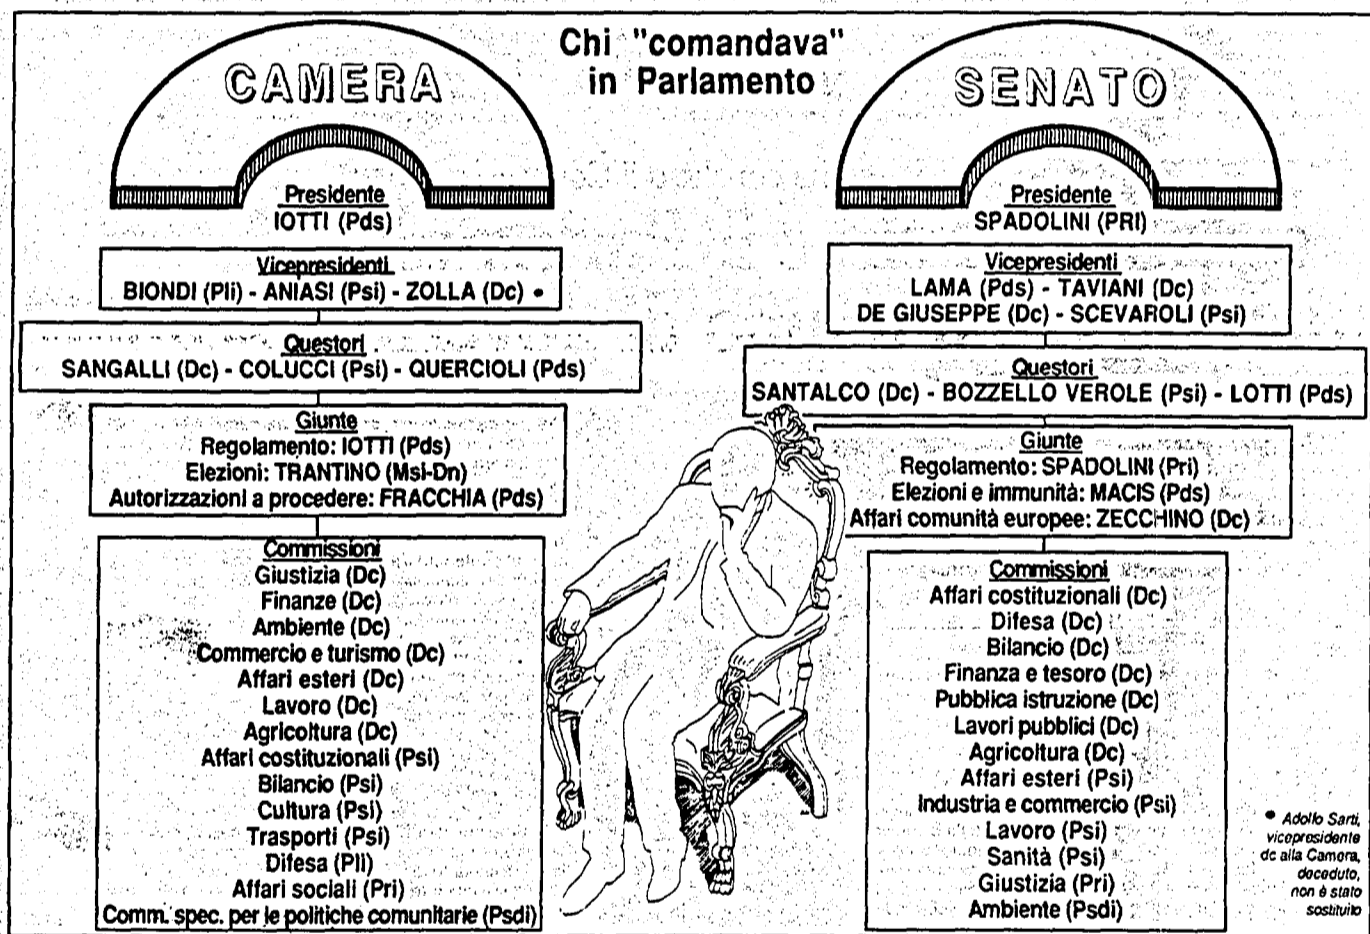 Chi "comandava"
in Parlamento
CAMERA
Presidente
IOTTI (Pds)
Vicepresidenti
BIONDI (Pli) - ANIASI (Psi) - ZOLLA (Dc) •
Questori
SANGALLI (Dc) - COLUCCI (Psi) - QUERCIOLI (Pds)
Giunte
Regolamento: IOTTI (Pds)
Elezioni: TRANTINO (Msi-Dn)
Autorizzazioni a procedere: FRACCHIA (Pds)
Commissioni
Giustizia (Dc)
Finanze (Dc)
Ambiente (Dc)
Commercio e turismo (Dc)
Affari esteri (Dc)
Lavoro (Dc)
Agricoltura (Dc)
Affari costituzionali (Psi)
Bilancio (Psi)
Cultura (Psi)
Trasporti (Psi)
Difesa (Pli)
Affari sociali (Pri)
Comm. spec. per le politiche comunitarie (Psdi)
SENATO
Presidente
SPADOLINI (PRI)
Vicepresidenti
LAMA (Pds) - TAVIANI (Dc)
DE GIUSEPPE (Dc) - SCEVAROLI (Psi)
Questori
SANTALCO (Dc) - BOZZELLO VEROLE (Psi) - LOTTI (Pds)
Giunte
Regolamento: SPADOLINI (Pri)
Elezioni e immunità: MACIS (Pds)
Affari comunità europee: ZECCHINO (Dc)
Commissioni
Affari costituzionali (Dc)
Difesa (Dc)
Bilancio (Dc)
Finanza e tesoro (Dc)
Pubblica istruzione (Dc)
Lavori pubblici (Dc)
Agricoltura (Dc)
Affari esteri (Psi)
Industria e commercio (Psi)
Lavoro (Psi)
Sanità (Psi)
Giustizia (Pri)
Ambiente (Psdi)
• Adolfo Sarti,
vicepresidente
dc alla Camera,
deceduto,
non è stato
sostituito